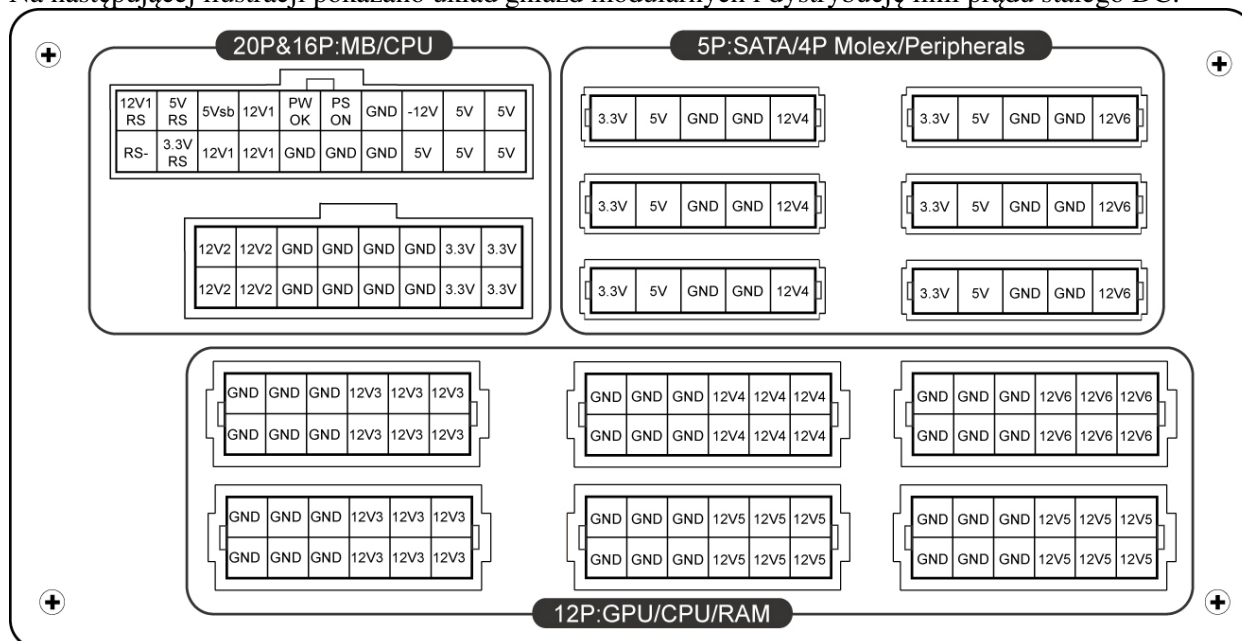 Na następującej ilustracji pokazano układ gniazd modularnych i dystrybucję linii prądu stałego DC.
20P&16P:MB/CPU
12V1 RS 5V RS 5Vsb 12V1 PW OK PS ON GND -12V 5V 5V
RS- 3.3V RS 12V1 12V1 GND GND GND 5V 5V 5V
12V2 12V2 GND GND GND GND 3.3V 3.3V
12V2 12V2 GND GND GND GND 3.3V 3.3V
5P:SATA/4P Molex/Peripherals
3.3V 5V GND GND 12V4
3.3V 5V GND GND 12V6
3.3V 5V GND GND 12V4
3.3V 5V GND GND 12V6
3.3V 5V GND GND 12V4
3.3V 5V GND GND 12V6
GND GND GND 12V3 12V3 12V3
GND GND GND 12V3 12V3 12V3
GND GND GND 12V4 12V4 12V4
GND GND GND 12V4 12V4 12V4
GND GND GND 12V6 12V6 12V6
GND GND GND 12V6 12V6 12V6
GND GND GND 12V3 12V3 12V3
GND GND GND 12V3 12V3 12V3
GND GND GND 12V5 12V5 12V5
GND GND GND 12V5 12V5 12V5
GND GND GND 12V5 12V5 12V5
GND GND GND 12V5 12V5 12V5
12P:GPU/CPU/RAM